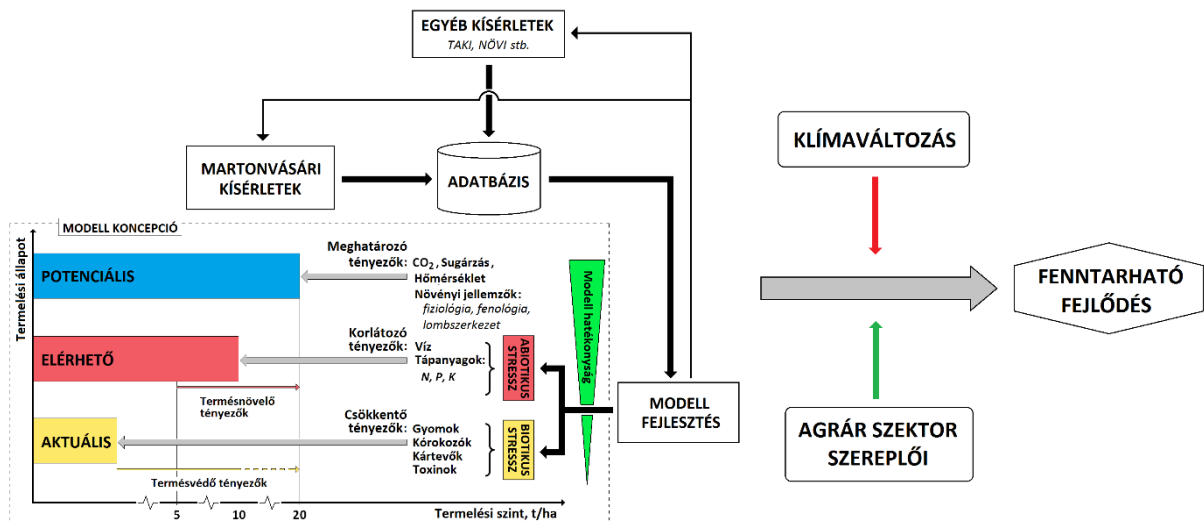 EGYÉB KÍSÉRLETEK
TAKI, NÖVI stb.
MARTONVÁSÁRI
KÍSÉRLETEK
ADATBÁZIS
KLÍMAVÁLTOZÁS
FENNTARHATÓ
FEJLŐDÉS
AGRÁR SZEKTOR
SZEREPLŐI
MODELL
FEJLESZTÉS
MODELL KONCEPCIÓ
Termelési állapot
POTENCIÁLIS
Meghatározó
tényezők:
CO₂, Sugárzás,
Hőmérséklet
Növényi jellemzők:
fiziológia, fenológia,
lombszerkezet
ELÉRHETŐ
Korlátozó
tényezők:
Víz
Tápanyagok:
N, P, K
ABIOTIKUS
STRESSZ
Modell hatékonyság
Termésnövelő
tényezők
AKTUÁLIS
Csökkentő
tényezők:
Gyomok
Kórokozók
Kártevők
Toxinok
BIOTIKUS
STRESSZ
Termésvédő tényezők
5
10
20
Termelési szint, t/ha